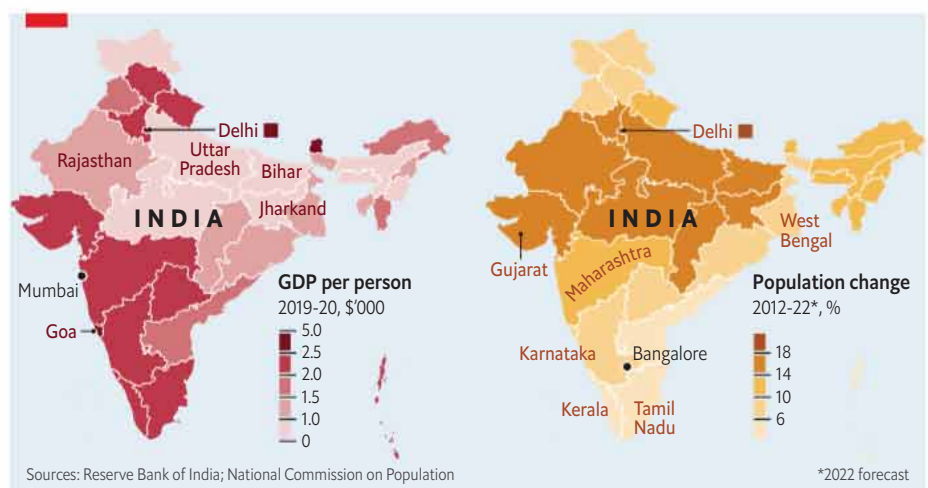 Delhi
Rajasthan
Uttar
Pradesh
Bihar
Jharkand
INDIA
Mumbai
Goa
GDP per person
2019-20, $'000
5.0
2.5
2.0
1.5
1.0
0
Delhi
INDIA
West
Bengal
Gujarat
Maharashtra
Karnataka
Bangalore
Kerala
Tamil
Nadu
Population change
2012-22*, %
18
14
10
6
Sources: Reserve Bank of India; National Commission on Population
*2022 forecast